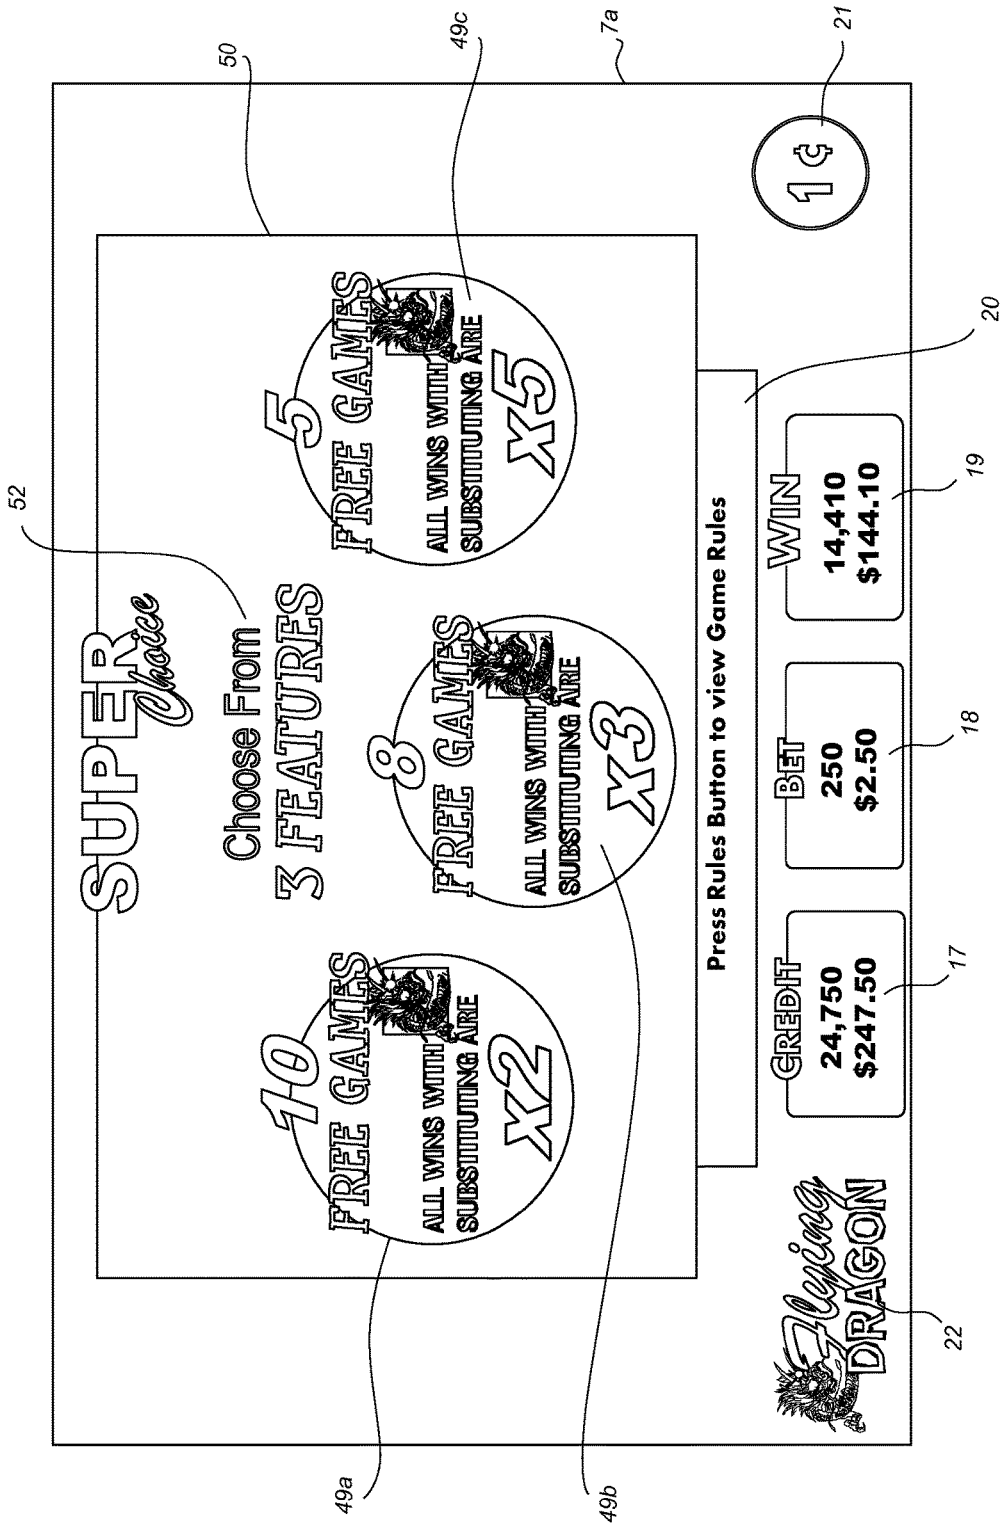 SUPER
Choice
52
50
Choose From
3 FEATURES
49a
10
FREE GAMES
ALL WINS WITH
SUBSTITUTING ARE
x2
8
FREE GAMES
ALL WINS WITH
SUBSTITUTING ARE
x3
5
FREE GAMES
ALL WINS WITH
SUBSTITUTING ARE
x5
49c
7a
49b
Press Rules Button to view Game Rules
20
Flying
DRAGON
22
CREDIT
24,750
$247.50
17
BET
250
$2.50
18
WIN
14,410
$144.10
19
1¢
21